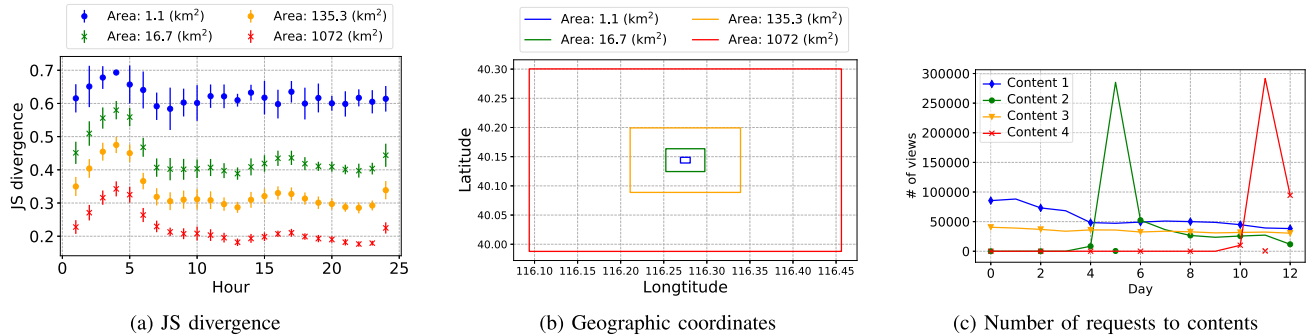 Area: 1.1 (km²)
Area: 135.3 (km²)
Area: 16.7 (km²)
Area: 1072 (km²)
0.7
0.6
0.5
0.4
0.3
0.2
JS divergence
0
5
10
15
20
25
Hour
(a) JS divergence
Area: 1.1 (km²)
Area: 135.3 (km²)
Area: 16.7 (km²)
Area: 1072 (km²)
40.30
40.20
40.15
40.05
40.00
Latitude
116.10
116.15
116.21
116.25
116.30
116.35
116.40
116.45
Longtitude
(b) Geographic coordinates
300000
250000
200000
150000
100000
50000
0
# of views
Content 1
Content 2
Content 3
Content 4
0
2
4
6
8
10
12
Day
(c) Number of requests to contents